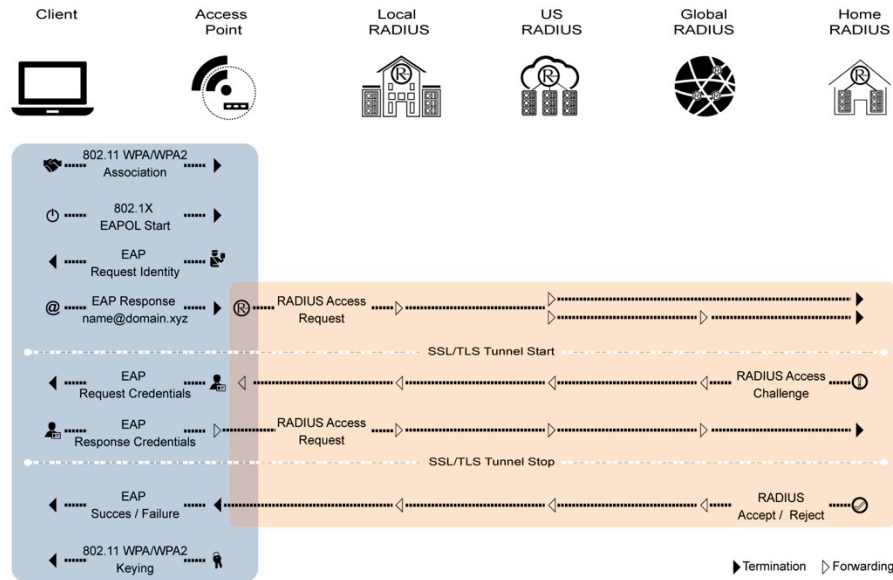 Client
Access
Point
Local
RADIUS
US
RADIUS
Global
RADIUS
Home
RADIUS
R
R
R
802.11 WPA/WPA2
Association
802.1X
EAPOL Start
EAP
Request Identity
@
EAP Response
name@domain.xyz
R
RADIUS Access
Request
SSL/TLS Tunnel Start
EAP
Request Credentials
RADIUS Access
Challenge
EAP
Response Credentials
RADIUS Access
Request
SSL/TLS Tunnel Stop
EAP
Succes / Failure
RADIUS
Accept / Reject
802.11 WPA/WPA2
Keying
Termination
Forwarding